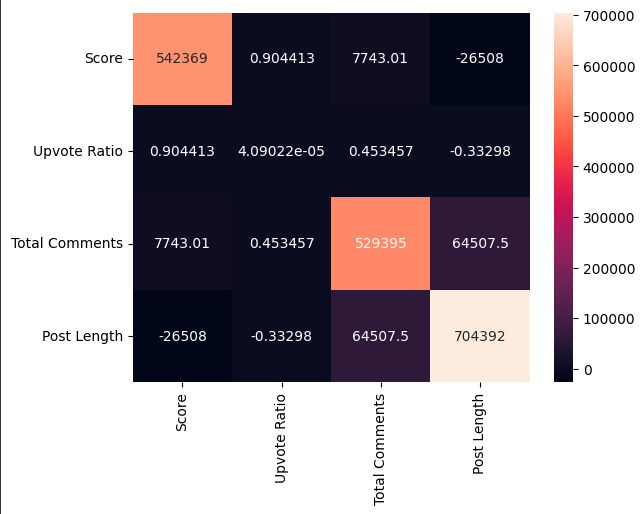 Score 542369 0.904413 7743.01 -26508
Upvote Ratio 0.904413 4.09022e-05 0.453457 -0.33298
Total Comments 7743.01 0.453457 529395 64507.5
Post Length -26508 -0.33298 64507.5 704392
Score
Upvote Ratio
Total Comments
Post Length
700000
600000
500000
400000
300000
200000
100000
0